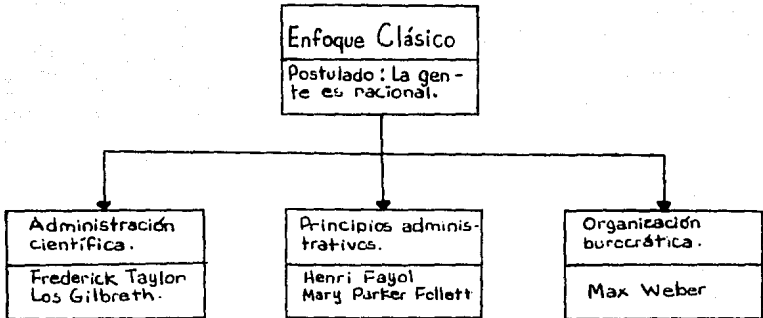 Enfoque Clásico
Postulado: La gen-
te es racional.
Administración
científica.
Frederick Taylor
Los Gilbreth.
Principios adminis-
trativos.
Henri Fayol
Mary Parker Follett
Organización
burocrática.
Max Weber